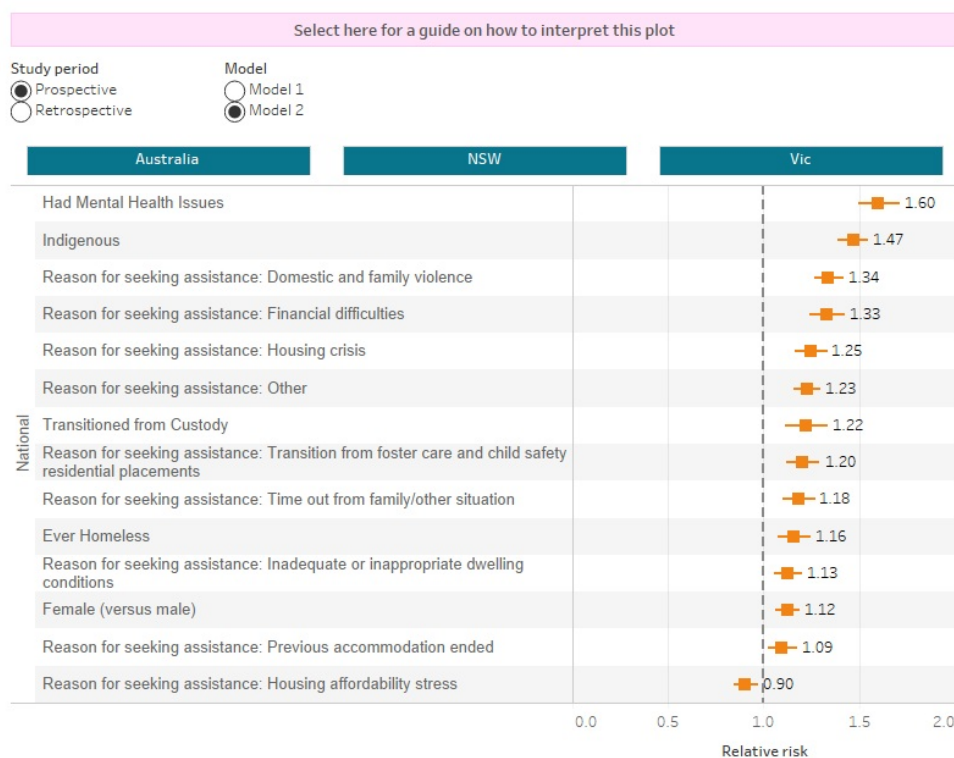 Select here for a guide on how to interpret this plot
Study period
Prospective
Retrospective
Model
Model 1
Model 2
Australia
NSW
Vic
National
Had Mental Health Issues
1.60
Indigenous
1.47
Reason for seeking assistance: Domestic and family violence
1.34
Reason for seeking assistance: Financial difficulties
1.33
Reason for seeking assistance: Housing crisis
1.25
Reason for seeking assistance: Other
1.23
Transitioned from Custody
1.22
Reason for seeking assistance: Transition from foster care and child safety
residential placements
1.20
Reason for seeking assistance: Time out from family/other situation
1.18
Ever Homeless
1.16
Reason for seeking assistance: Inadequate or inappropriate dwelling
conditions
1.13
Female (versus male)
1.12
Reason for seeking assistance: Previous accommodation ended
1.09
Reason for seeking assistance: Housing affordability stress
0.90
0.0
0.5
1.0
1.5
2.0
Relative risk